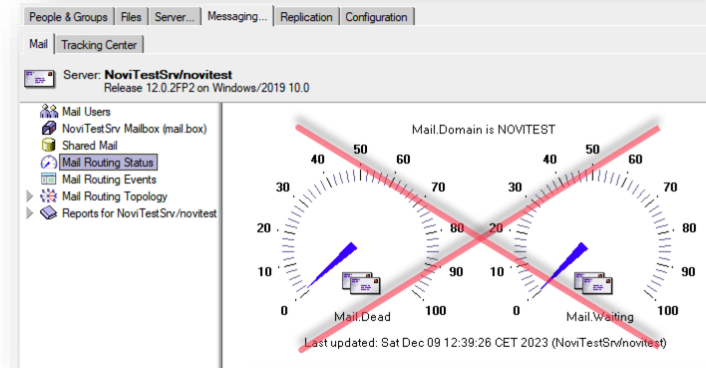 People & Groups Files Server... Messaging... Replication Configuration
Mail Tracking Center
Server: NoviTestSrv/novitest
Release 12.0.2FP2 on Windows/2019 10.0
Mail Users
NoviTestSrv Mailbox (mail.box)
Shared Mail
Mail Routing Status
Mail Routing Events
Mail Routing Topology
Reports for NoviTestSrv/novitest
Mail.Domain is NOVITEST
0 10 20 30 40 50 60 70 80 90 100
Mail.Dead
0 10 20 30 40 50 60 70 80 90 100
Mail.Waiting
Last updated: Sat Dec 09 12:39:26 CET 2023 (NoviTestSrv/novitest)